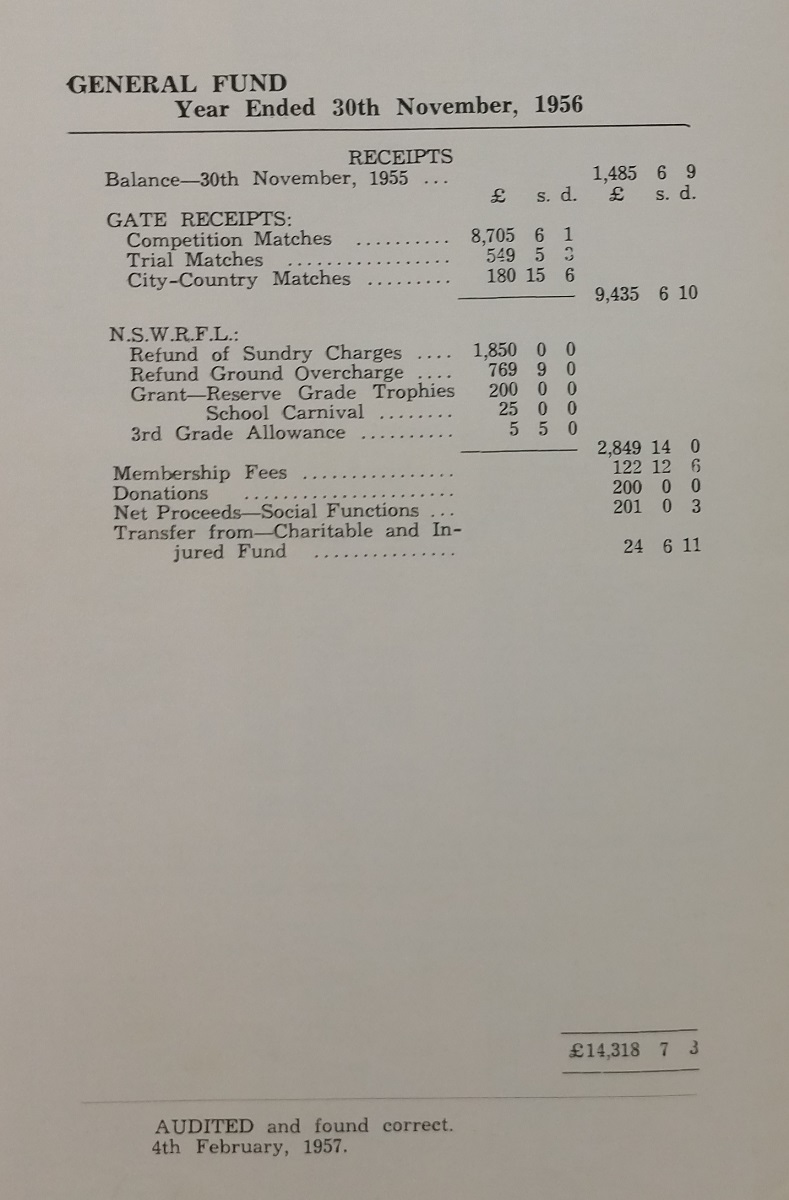 GENERAL FUND
Year Ended 30th November, 1956
RECEIPTS
Balance—30th November, 1955 ... 1,485 6 9
£ s. d. £ s. d.
GATE RECEIPTS:
Competition Matches .......... 8,705 6 1
Trial Matches ................. 549 5 3
City-Country Matches ......... 180 15 6
9,435 6 10
N.S.W.R.F.L.:
Refund of Sundry Charges .... 1,850 0 0
Refund Ground Overcharge .... 769 9 0
Grant—Reserve Grade Trophies 200 0 0
School Carnival ........ 25 0 0
3rd Grade Allowance .......... 5 5 0
2,849 14 0
Membership Fees ................ 122 12 6
Donations ...................... 200 0 0
Net Proceeds—Social Functions ... 201 0 3
Transfer from—Charitable and In-
jured Fund ............... 24 6 11
£14,318 7 3
AUDITED and found correct.
4th February, 1957.